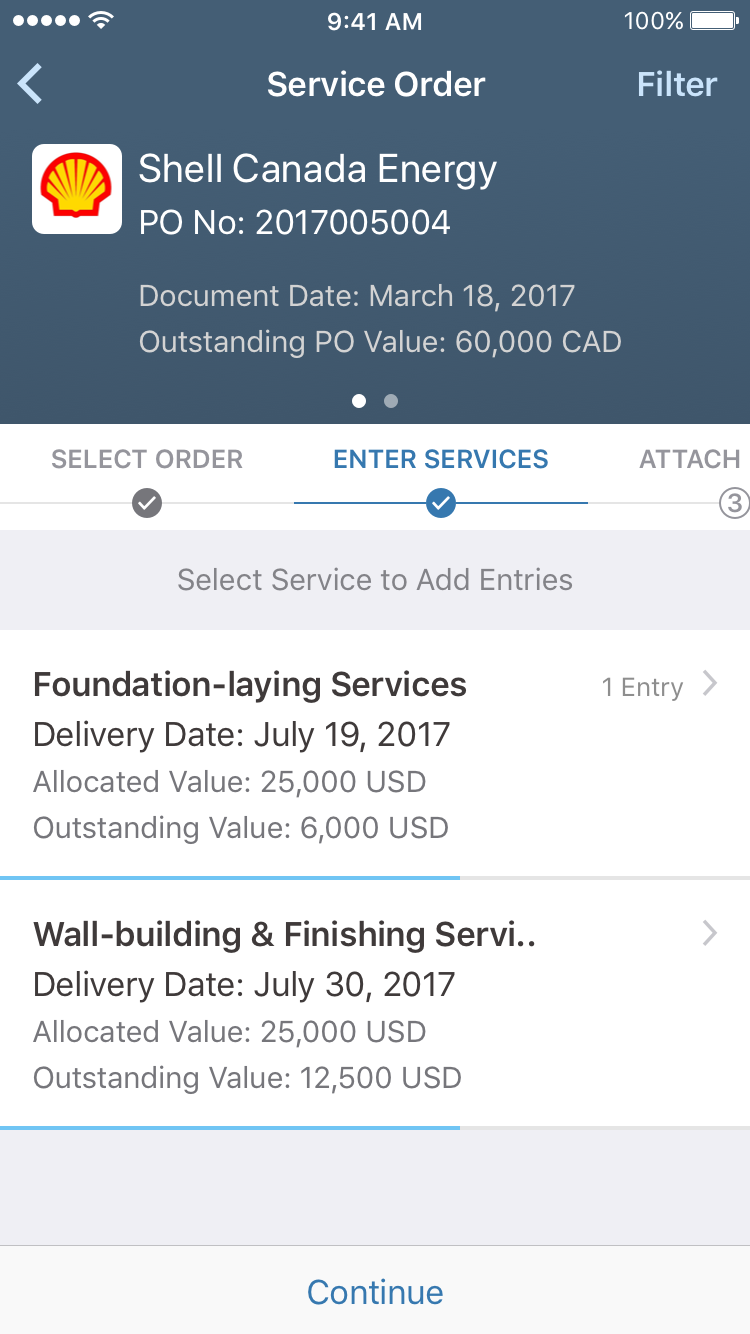 9:41 AM
100%
Service Order
Filter
Shell Canada Energy
PO No: 2017005004
Document Date: March 18, 2017
Outstanding PO Value: 60,000 CAD
SELECT ORDER
ENTER SERVICES
ATTACH
3
Select Service to Add Entries
Foundation-laying Services
1 Entry
Delivery Date: July 19, 2017
Allocated Value: 25,000 USD
Outstanding Value: 6,000 USD
Wall-building & Finishing Servi..
Delivery Date: July 30, 2017
Allocated Value: 25,000 USD
Outstanding Value: 12,500 USD
Continue